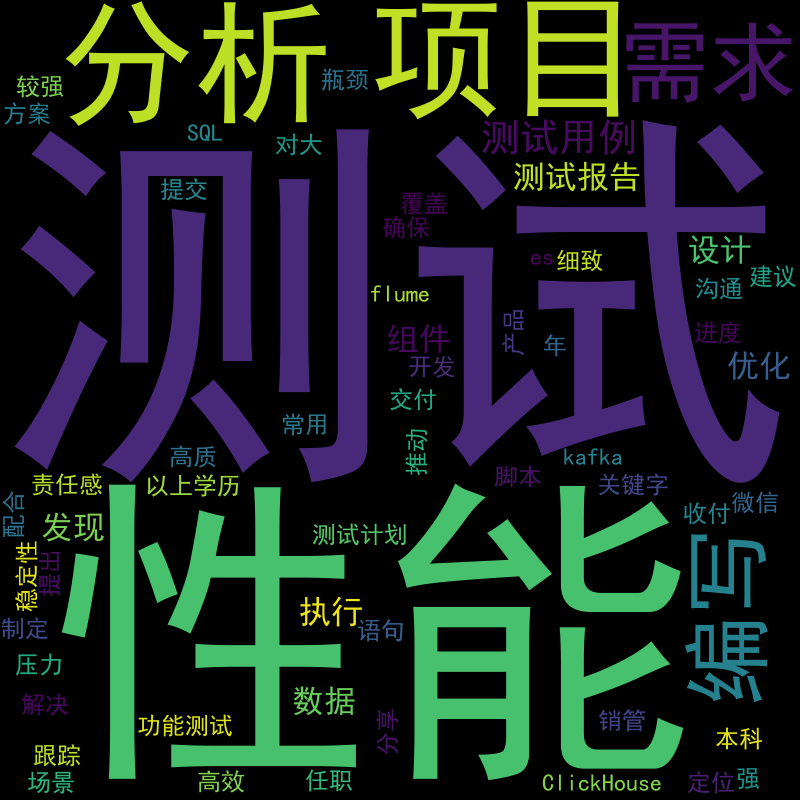 分析
项目
需求
较强
瓶颈
方案
SQL
对大
测试用例
测试报告
提交
测试
覆盖
确保
es
细致
设计
建议
沟通
flume
组件
产品
年
进度
开发
优化
交付
常用
推动
高质
kafka
脚本
关键字
责任感
以上学历
配合
发现
测试计划
收付
微信
性能
稳定性
提出
执行
编写
制定
语句
压力
解决
数据
功能测试
分享
销管
本科
跟踪
场景
高效
任职
ClickHouse
定位
强